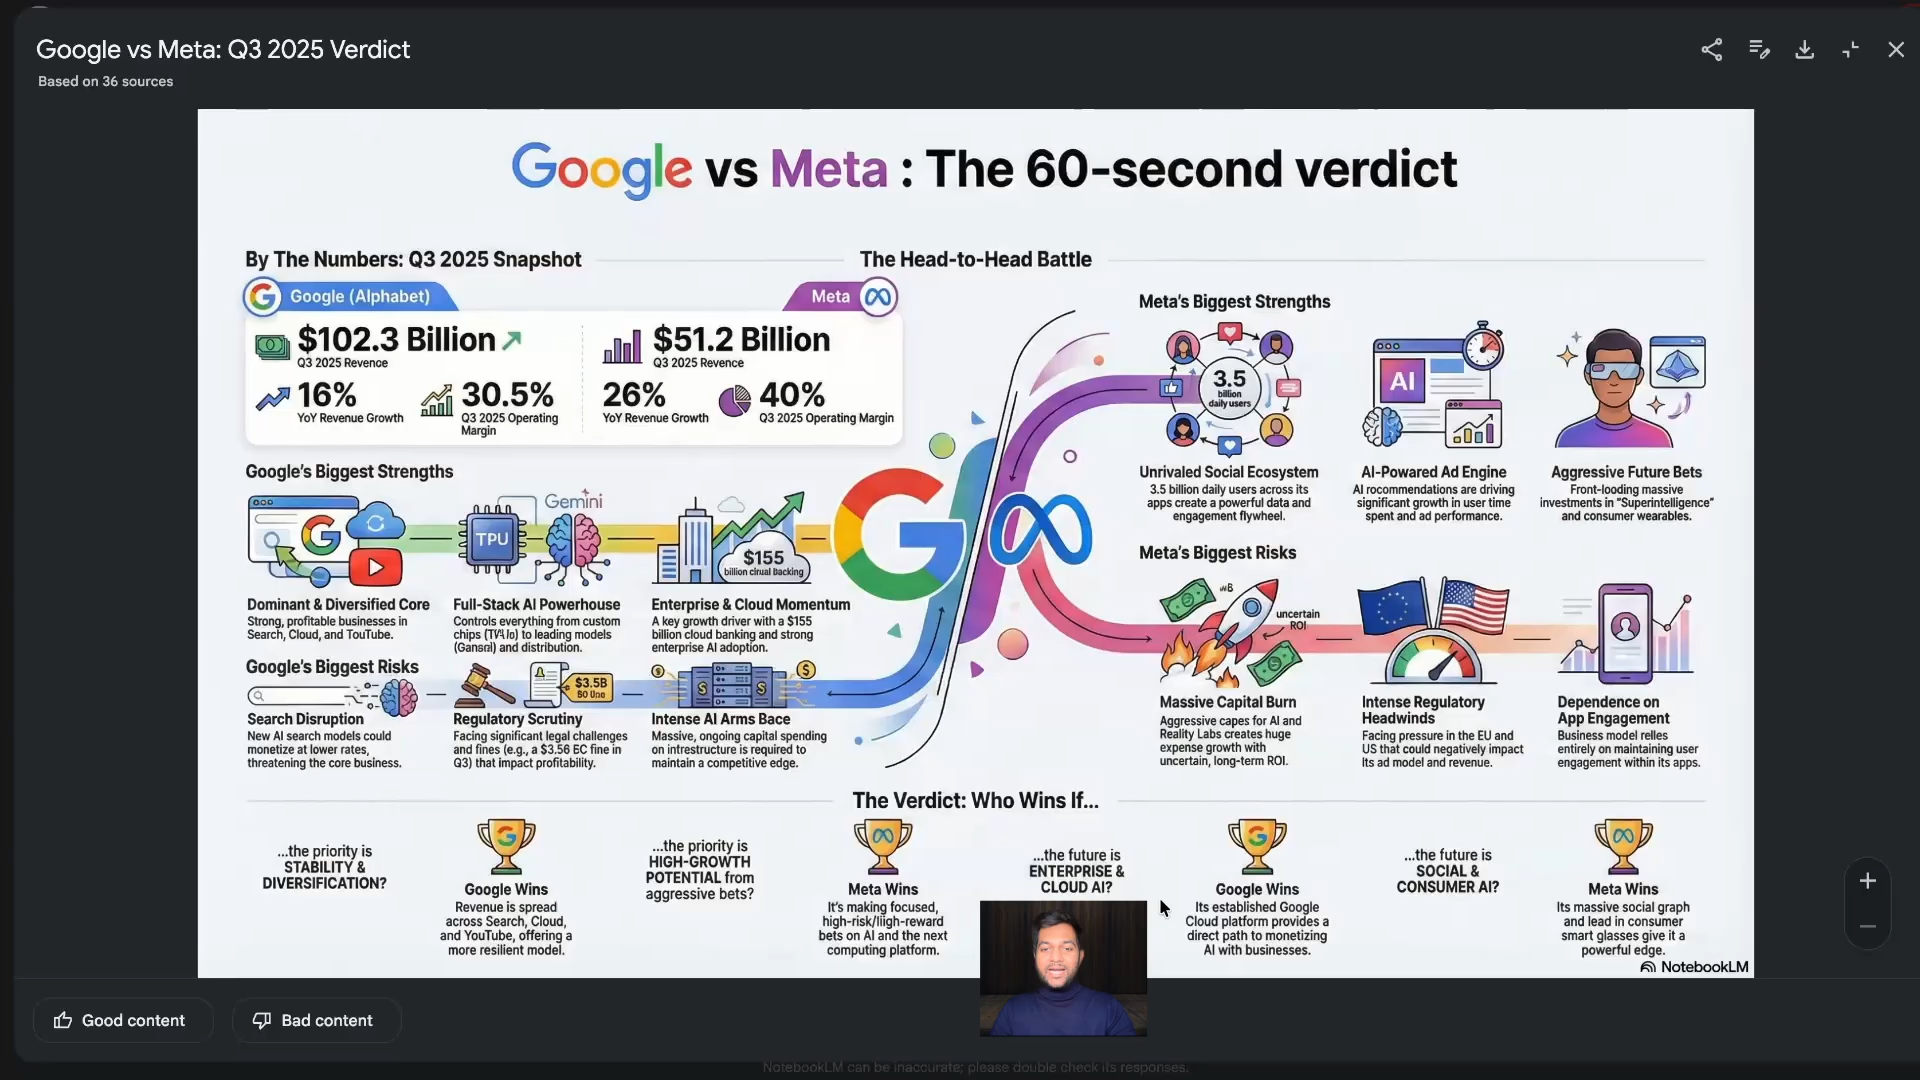 Google vs Meta: Q3 2025 Verdict
Based on 36 sources
Google vs Meta : The 60-second verdict
By The Numbers: Q3 2025 Snapshot
Google (Alphabet)
Meta
$102.3 Billion
Q3 2025 Revenue
16%
YoY Revenue Growth
30.5%
Q3 2025 Operating
Margin
$51.2 Billion
Q3 2025 Revenue
26%
YoY Revenue Growth
40%
Q3 2025 Operating Margin
Google's Biggest Strengths
TPU
Gemini
$155
billion cirual Backing
Dominant & Diversified Core
Strong, profitable businesses in
Search, Cloud, and YouTube.
Full-Stack AI Powerhouse
Controls everything from custom
chips
to leading models
(Gansal) and distribution.
Enterprise & Cloud Momentum
A key growth driver with a $155
billion cloud banking and strong
enterprise AI adoption.
Google's Biggest Risks
$3.5B
Search Disruption
New AI search models could
monetize at lower rates,
threatening the core business.
Regulatory Scrutiny
Facing significant legal challenges
and fines (e.g., a $3.56 EC fine in
Q3) that impact profitability.
Intense AI Arms Bace
Massive, ongoing capital spending
on intrestructure is required to
maintain a competitive edge.
The Head-to-Head Battle
Meta's Biggest Strengths
3.5
billion
daily users
AI
Unrivaled Social Ecosystem
3.5 billion daily users across its
apps create a powerful data and
engagement flywheel.
AI-Powered Ad Engine
AI rocommendations are driving
significant growth in user time
spent and ad performance.
Aggressive Future Bets
Front-looding massive
investments in "Superintelligence"
and consumer wearables.
Meta's Biggest Risks
uncertain
ROI
Massive Capital Burn
Aggressive capes for AI and
Reality Labs creates huge
expense growth with
uncertain, long-term ROI.
Intense Regulatory
Headwinds
Facing pressure in the EU and
US that could negatively impact
Its ad model and revenue.
Dependence on
App Engagement
Business model relles
entirely on maintaining user
engagement within its apps.
The Verdict: Who Wins If...
...the priority is
STABILITY &
DIVERSIFICATION?
Google Wins
Revenue is spread
across Search, Cloud,
and YouTube, offering a
more resilient model.
...the priority is
HIGH-GROWTH
POTENTIAL from
aggressive bets?
Meta Wins
It's making focused,
high-risk/liigh-reward
bets on AI and the next
computing platform.
...the future is
ENTERPRISE &
CLOUD AI?
Google Wins
Its established Google
Cloud platform provides a
direct path to monetizing
AI with businesses.
...the future is
SOCIAL &
CONSUMER AI?
Meta Wins
Its massive social graph
and lead in consumer
smart glasses give it a
powerful edge.
NotebookLM
Good content
Bad content
NotebookLM can be inaccurate; please double check its responses.